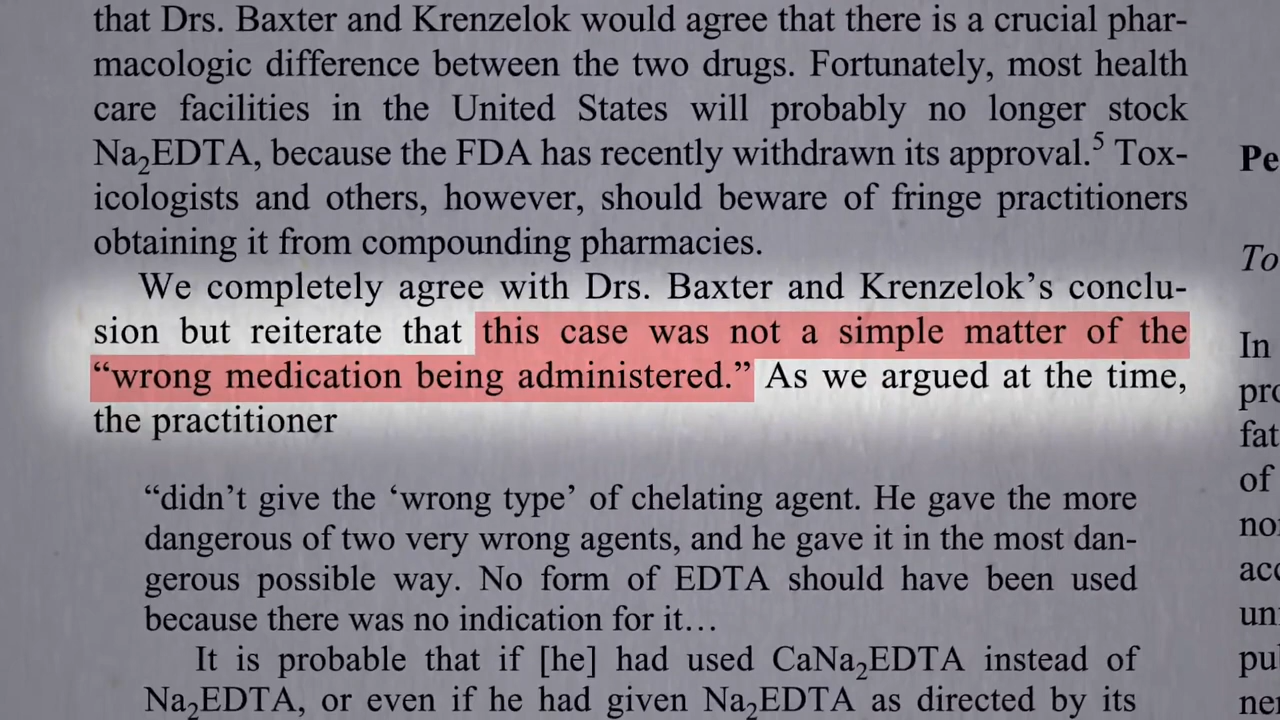 that Drs. Baxter and Krenzelok would agree that there is a crucial phar-
macologic difference between the two drugs. Fortunately, most health
care facilities in the United States will probably no longer stock
Na₂EDTA, because the FDA has recently withdrawn its approval.⁵ Tox-
icologists and others, however, should beware of fringe practitioners
obtaining it from compounding pharmacies.
We completely agree with Drs. Baxter and Krenzelok’s conclu-
sion but reiterate that this case was not a simple matter of the
“wrong medication being administered.” As we argued at the time,
the practitioner
“didn’t give the ‘wrong type’ of chelating agent. He gave the more
dangerous of two very wrong agents, and he gave it in the most dan-
gerous possible way. No form of EDTA should have been used
because there was no indication for it…
It is probable that if [he] had used CaNa₂EDTA instead of
Na₂EDTA, or even if he had given Na₂EDTA as directed by its
Pe
To
In
pro
fat
of
no
acc
un
pu
ne